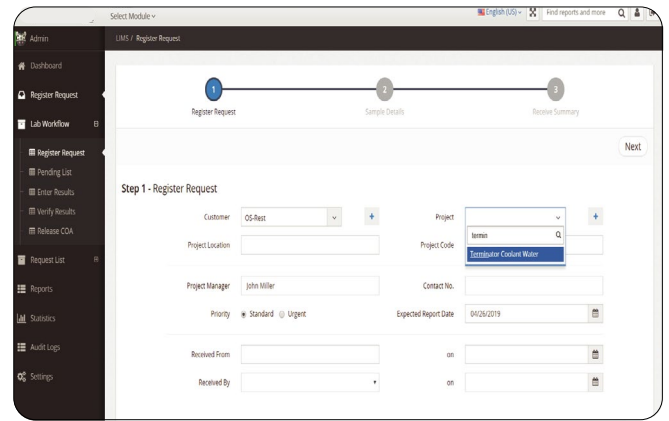 Select Module
English (US)
Find reports and more
Admin
LIMS / Register Request
Dashboard
Register Request
Lab Workflow
Register Request
Pending List
Enter Results
Verify Results
Release COA
Request List
Reports
Statistics
Audit Logs
Settings
1
2
3
Register Request
Sample Details
Receive Summary
Next
Step 1 - Register Request
Customer
OS-Rest
+
Project
+
termin
Terminator Coolant Water
Project Location
Project Code
Project Manager
John Miller
Contact No.
Priority
Standard
Urgent
Expected Report Date
04/26/2019
Received From
on
Received By
on